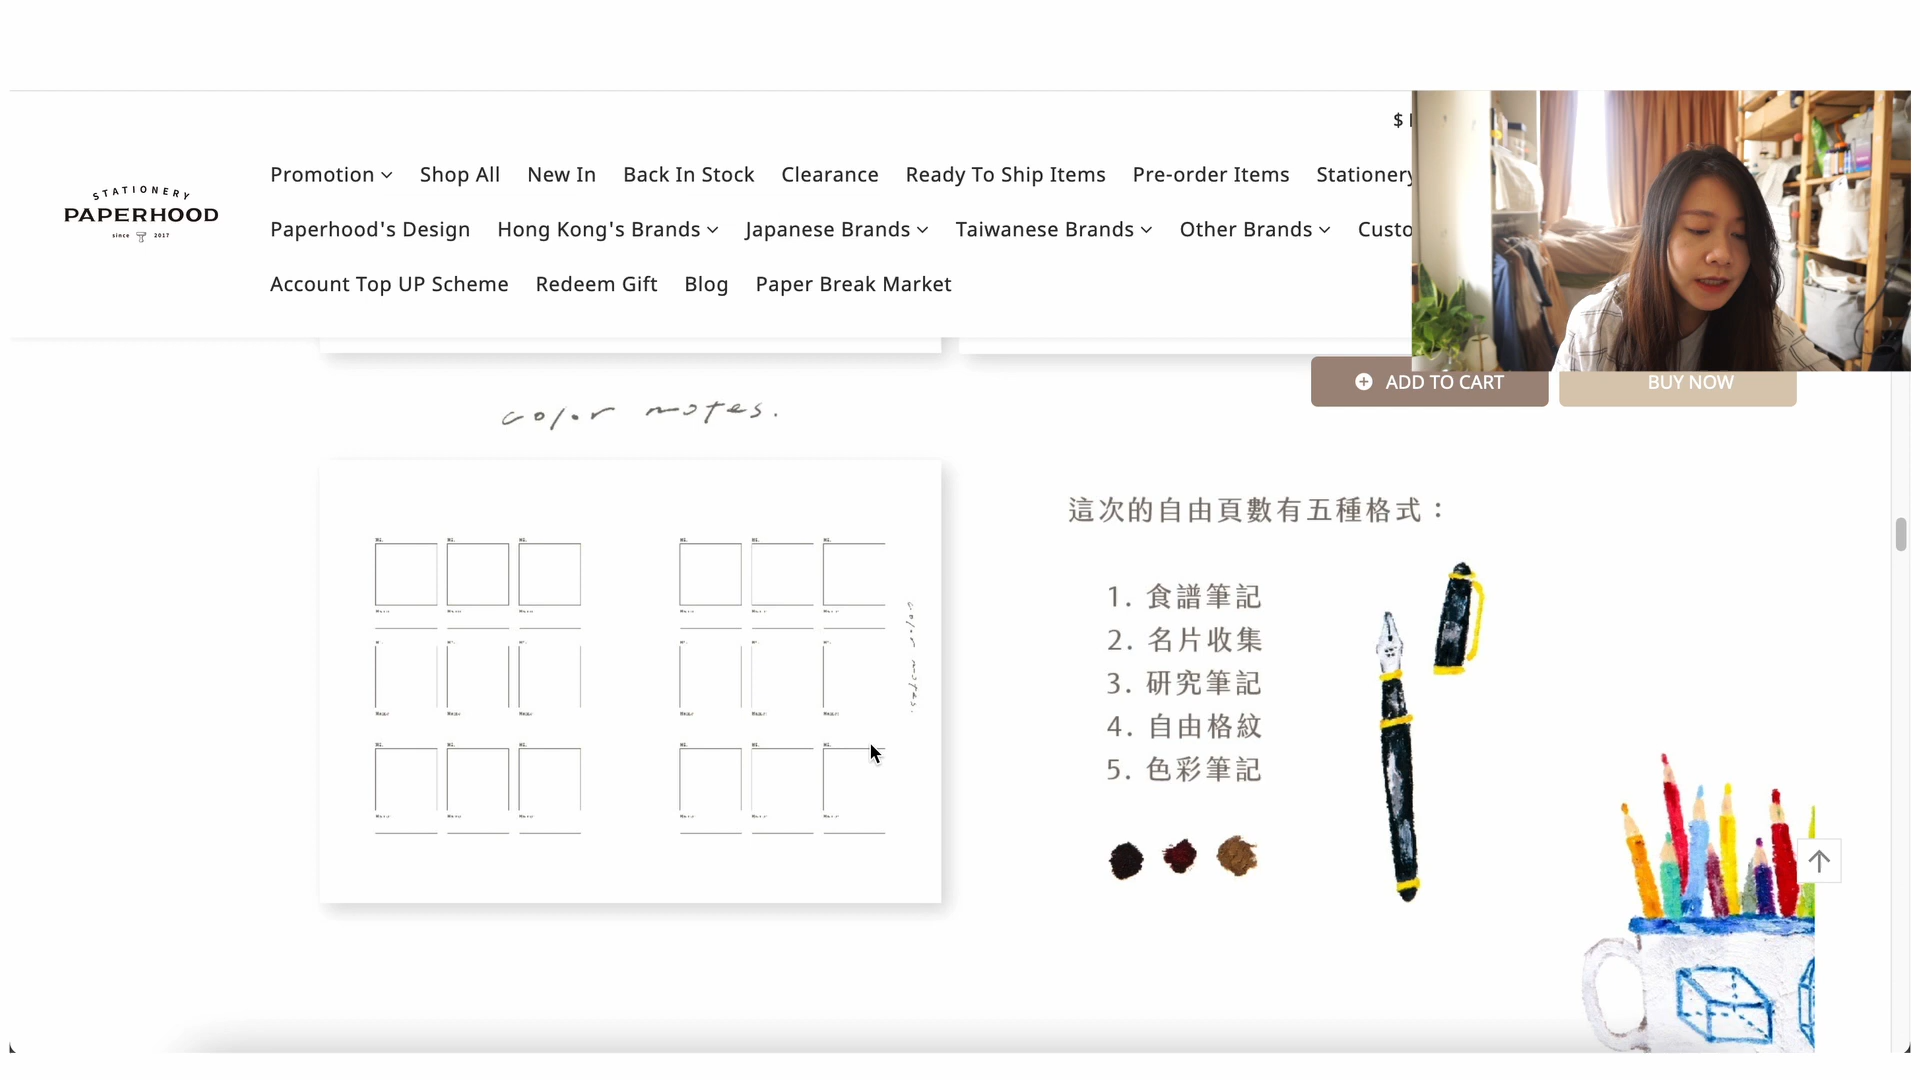 $
STATIONERY
PAPERHOOD
since 2017
Promotion Shop All New In Back In Stock Clearance Ready To Ship Items Pre-order Items Stationery
Paperhood's Design Hong Kong's Brands Japanese Brands Taiwanese Brands Other Brands Custo
Account Top UP Scheme Redeem Gift Blog Paper Break Market
ADD TO CART BUY NOW
color notes.
color notes.
這次的自由頁數有五種格式：
1. 食譜筆記
2. 名片收集
3. 研究筆記
4. 自由格紋
5. 色彩筆記